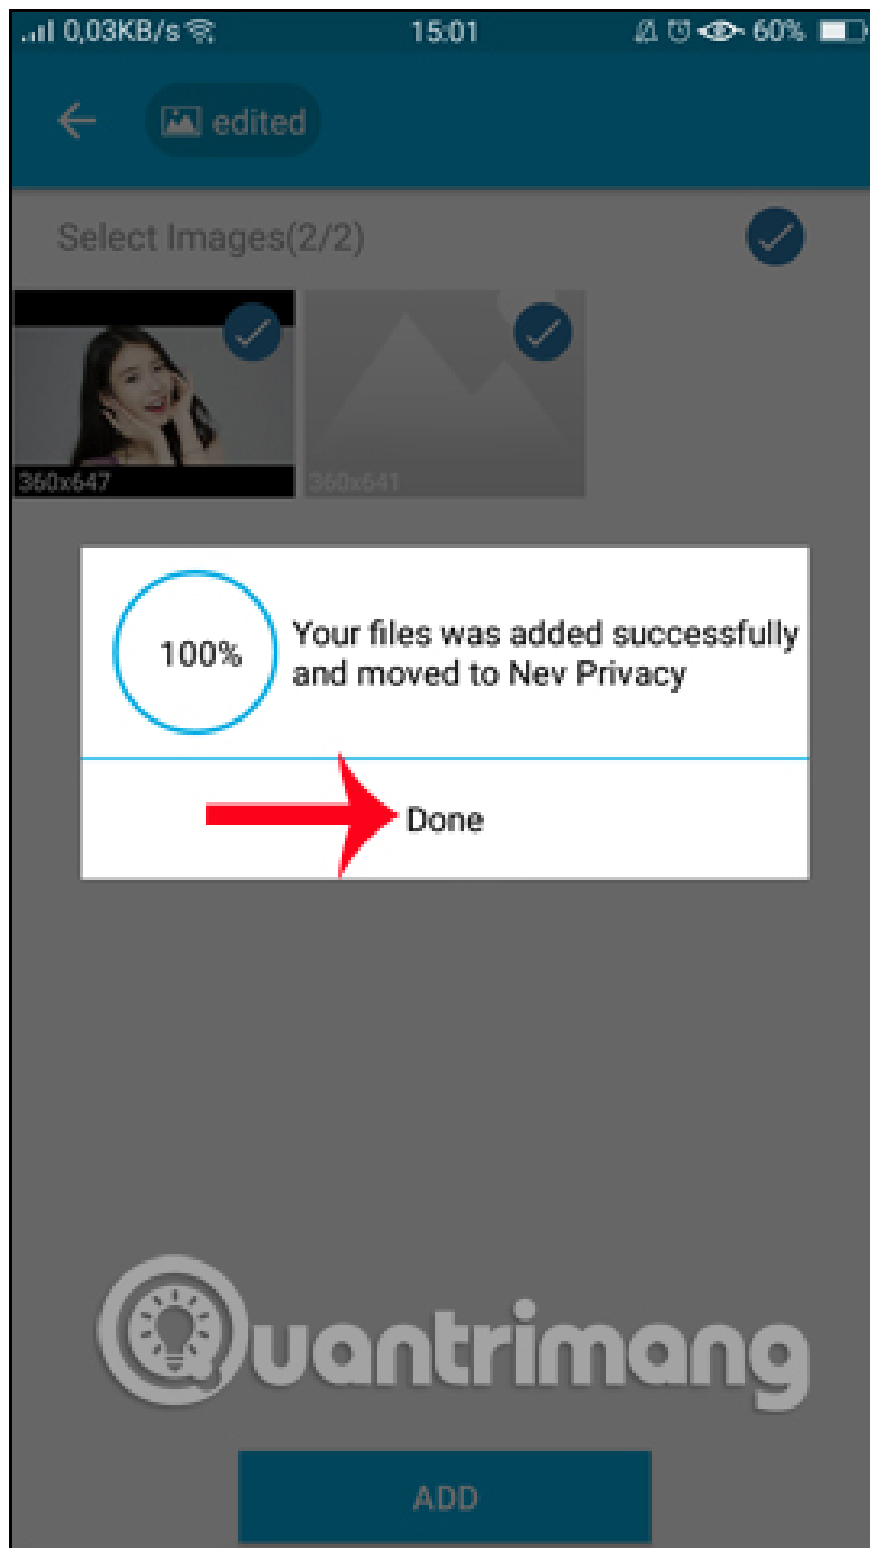 0,03KB/s 15:01 60%
edited
Select Images(2/2)
360x647 360x641
100%
Your files was added successfully
and moved to Nev Privacy
Done
Quantrimang
ADD